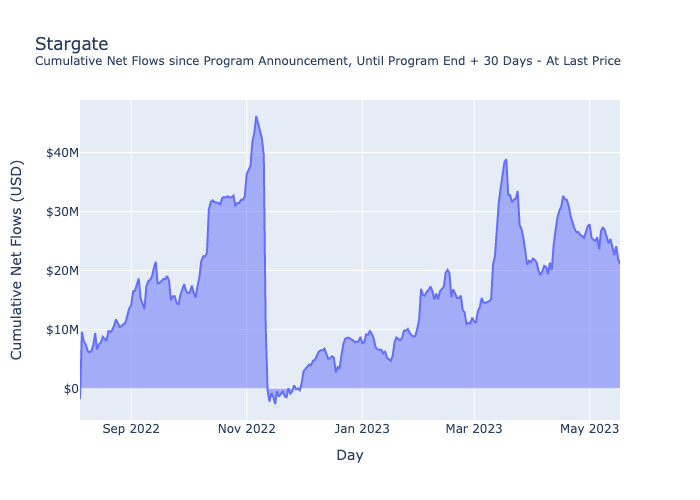 Stargate
Cumulative Net Flows since Program Announcement, Until Program End + 30 Days - At Last Price
Cumulative Net Flows (USD)
$40M
$30M
$20M
$10M
$0
Sep 2022
Nov 2022
Jan 2023
Mar 2023
May 2023
Day